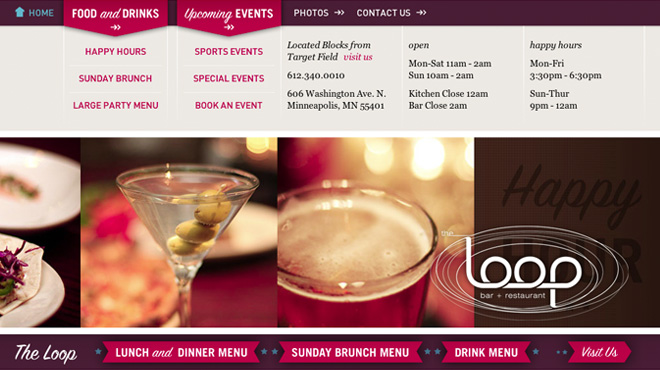 HOME
FOOD and DRINKS
Upcoming EVENTS
PHOTOS
CONTACT US
HAPPY HOURS
SUNDAY BRUNCH
LARGE PARTY MENU
SPORTS EVENTS
SPECIAL EVENTS
BOOK AN EVENT
Located Blocks from
Target Field visit us
612.340.0010
606 Washington Ave. N.
Minneapolis, MN 55401
open
Mon-Sat 11am - 2am
Sun 10am - 2am
Kitchen Close 12am
Bar Close 2am
happy hours
Mon-Fri
3:30pm - 6:30pm
Sun-Thur
9pm - 12am
Happy
HOUR
the
loop
bar + restaurant
The Loop
LUNCH and DINNER MENU
SUNDAY BRUNCH MENU
DRINK MENU
Visit Us